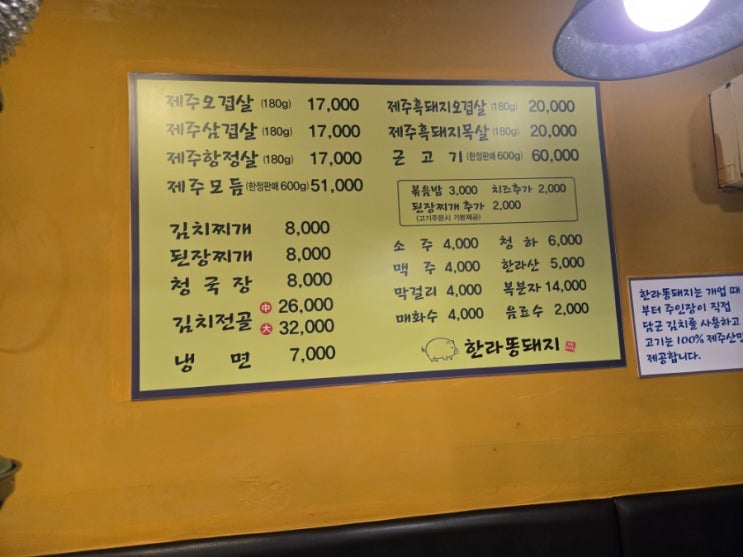 제주오겹살 (180g) 17,000
제주삼겹살 (180g) 17,000
제주항정살 (180g) 17,000
제주모듬 (한정판매 600g) 51,000
김치찌개 8,000
된장찌개 8,000
청국장 8,000
김치전골 中 26,000
大 32,000
냉면 7,000
제주흑돼지오겹살 (180g) 20,000
제주흑돼지목살 (180g) 20,000
근고기 (한정판매 600g) 60,000
볶음밥 3,000 치즈추가 2,000
된장찌개 추가 2,000
(고기주문시 기본제공)
소주 4,000 청하 6,000
맥주 4,000 한라산 5,000
막걸리 4,000 복분자 14,000
매화수 4,000 음료수 2,000
한라똥돼지
한라똥돼지는 개업 때
부터 주인장이 직접
담근 김치를 사용하고
고기는 100% 제주산만
제공합니다.